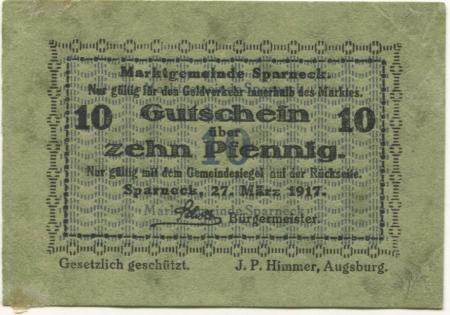 Marktgemeinde Sparneck.
Nur gültig für den Geldverkehr innerhalb des Marktes.
10 Gutschein 10
über
zehn Pfennig.
10
Nur gültig mit dem Gemeindesiegel auf der Rückseite.
Sparneck, 27. März 1917.
Bürgermeister.
Gesetzlich geschützt. J. P. Himmer, Augsburg.